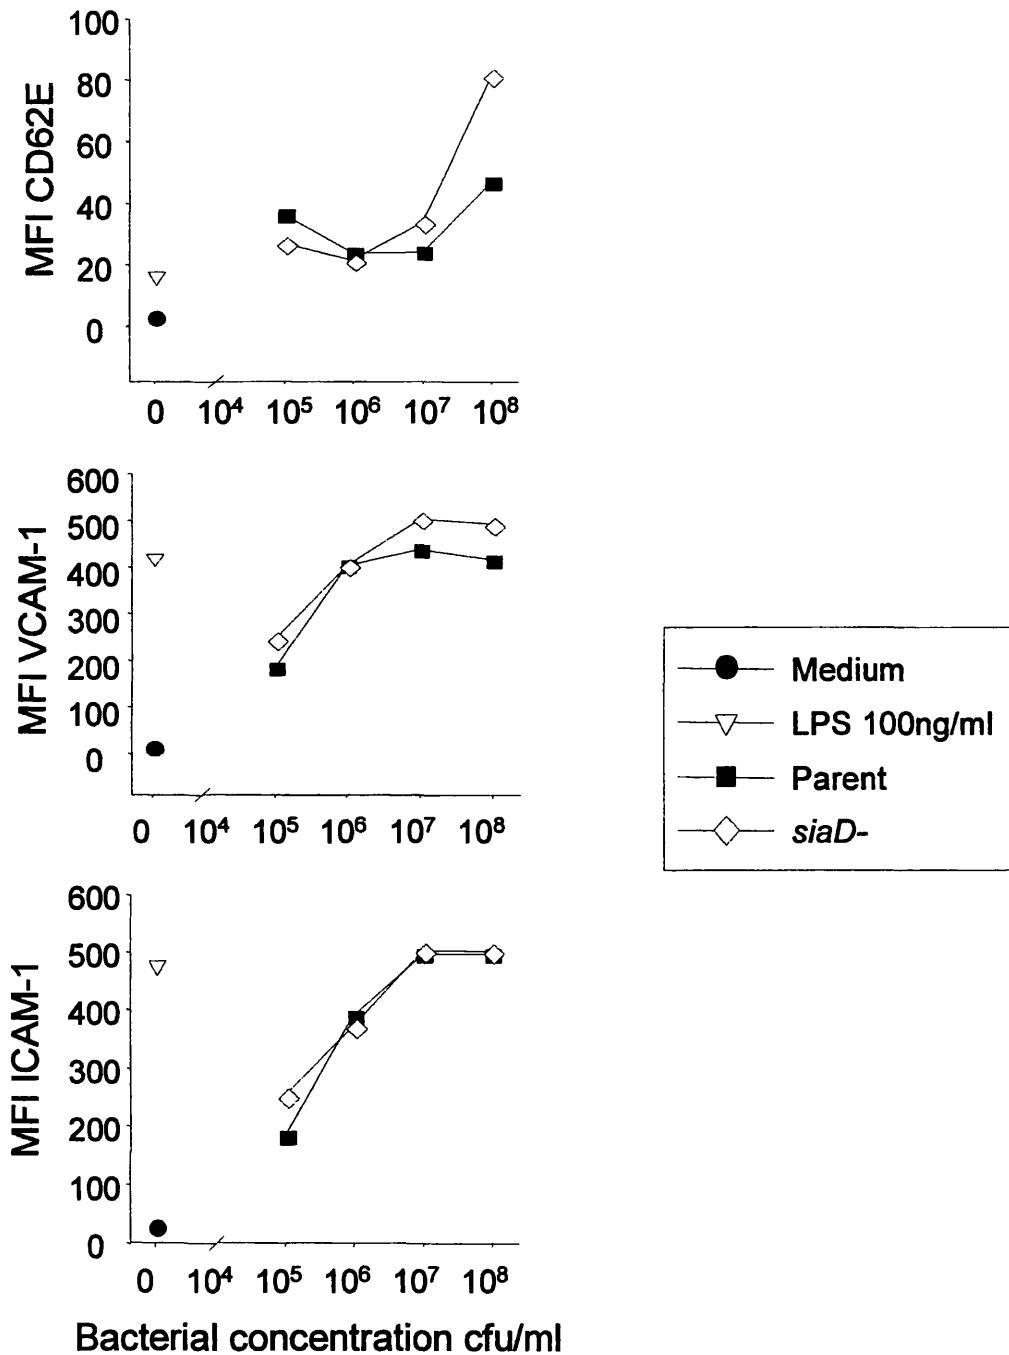 100
80
60
40
20
0
MFI CD62E
0 10⁴ 10⁵ 10⁶ 10⁷ 10⁸
600
500
400
300
200
100
0
MFI VCAM-1
0 10⁴ 10⁵ 10⁶ 10⁷ 10⁸
Medium
LPS 100ng/ml
Parent
siaD-
600
500
400
300
200
100
0
MFI ICAM-1
0 10⁴ 10⁵ 10⁶ 10⁷ 10⁸
Bacterial concentration cfu/ml